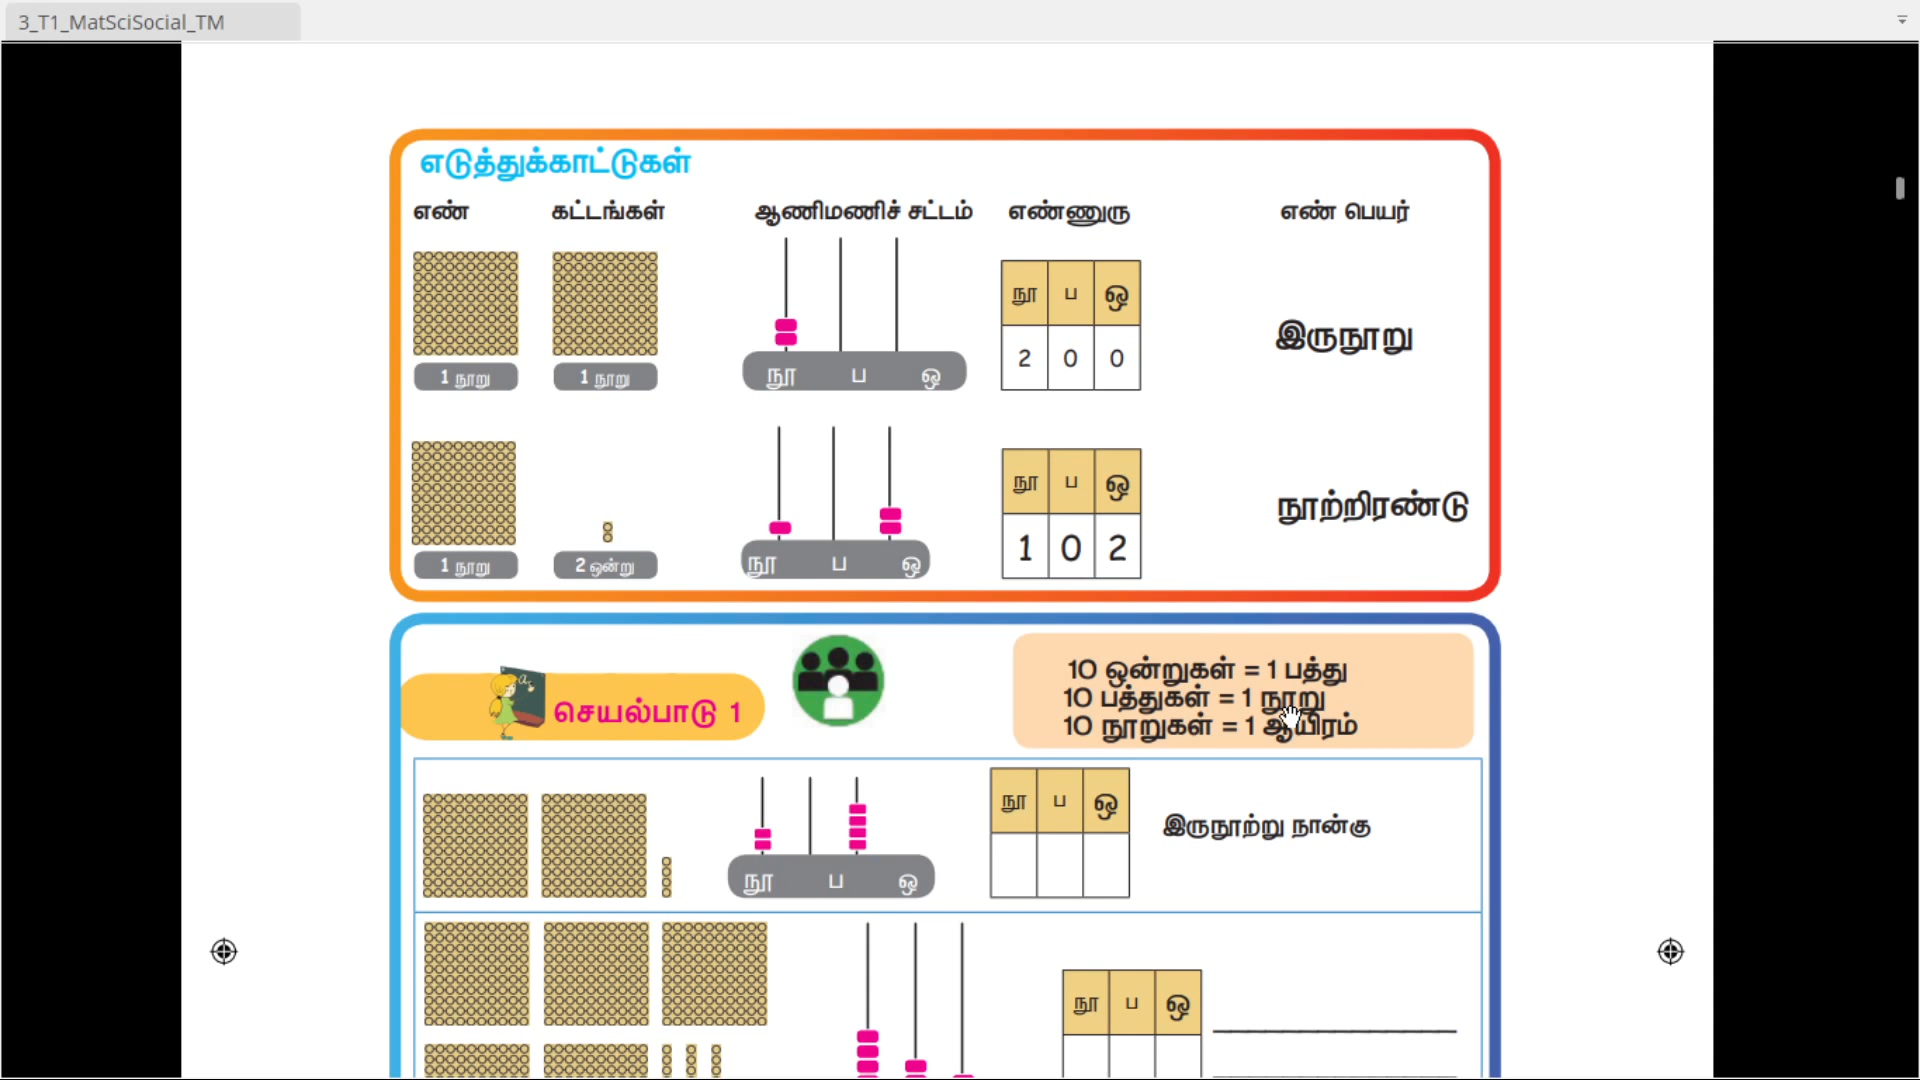 3_T1_MatSciSocial_TM
எடுத்துக்காட்டுகள்
எண் கட்டங்கள் ஆணிமணிச் சட்டம் எண்ணுரு எண் பெயர்
நூ ப ஒ
2 0 0
இருநூறு
1 நூறு 1 நூறு
நூ ப ஒ
நூ ப ஒ
1 0 2
நூற்றிரண்டு
1 நூறு 2 ஒன்று
நூ ப ஒ
செயல்பாடு 1
10 ஒன்றுகள் = 1 பத்து
10 பத்துகள் = 1 நூறு
10 நூறுகள் = 1 ஆயிரம்
நூ ப ஒ
இருநூற்று நான்கு
நூ ப ஒ
நூ ப ஒ